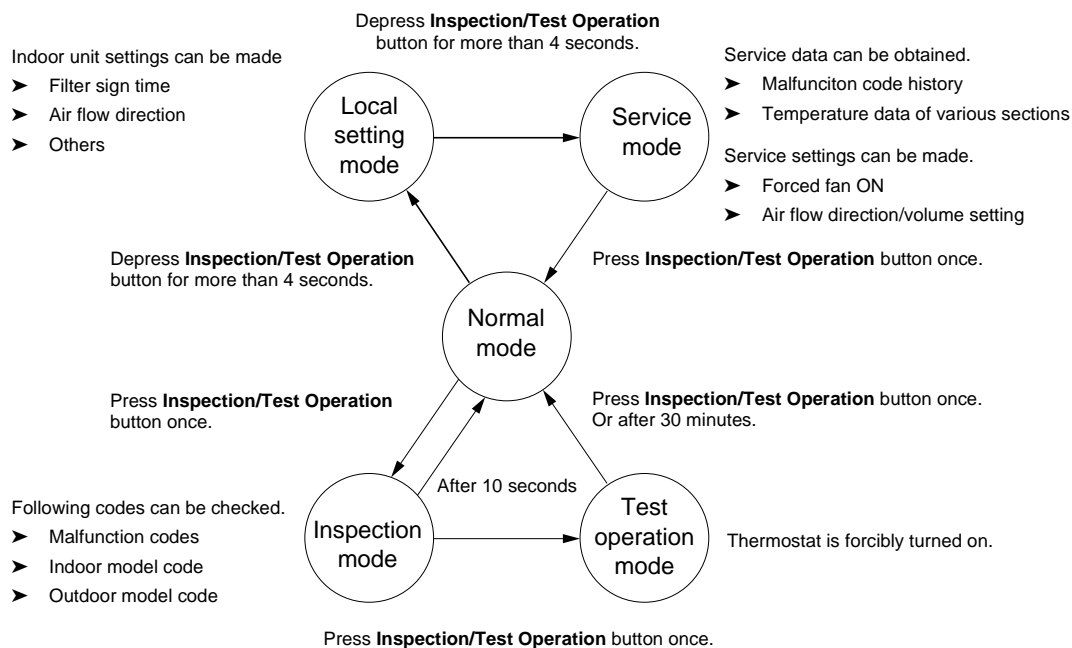 Depress Inspection/Test Operation
button for more than 4 seconds.
Indoor unit settings can be made
➤ Filter sign time
➤ Air flow direction
➤ Others
Local
setting
mode
Service
mode
Service data can be obtained.
➤ Malfunciton code history
➤ Temperature data of various sections
Service settings can be made.
➤ Forced fan ON
➤ Air flow direction/volume setting
Depress Inspection/Test Operation
button for more than 4 seconds.
Press Inspection/Test Operation button once.
Normal
mode
Press Inspection/Test Operation
button once.
Press Inspection/Test Operation button once.
Or after 30 minutes.
After 10 seconds
Following codes can be checked.
➤ Malfunction codes
➤ Indoor model code
➤ Outdoor model code
Inspection
mode
Test
operation
mode
Thermostat is forcibly turned on.
Press Inspection/Test Operation button once.